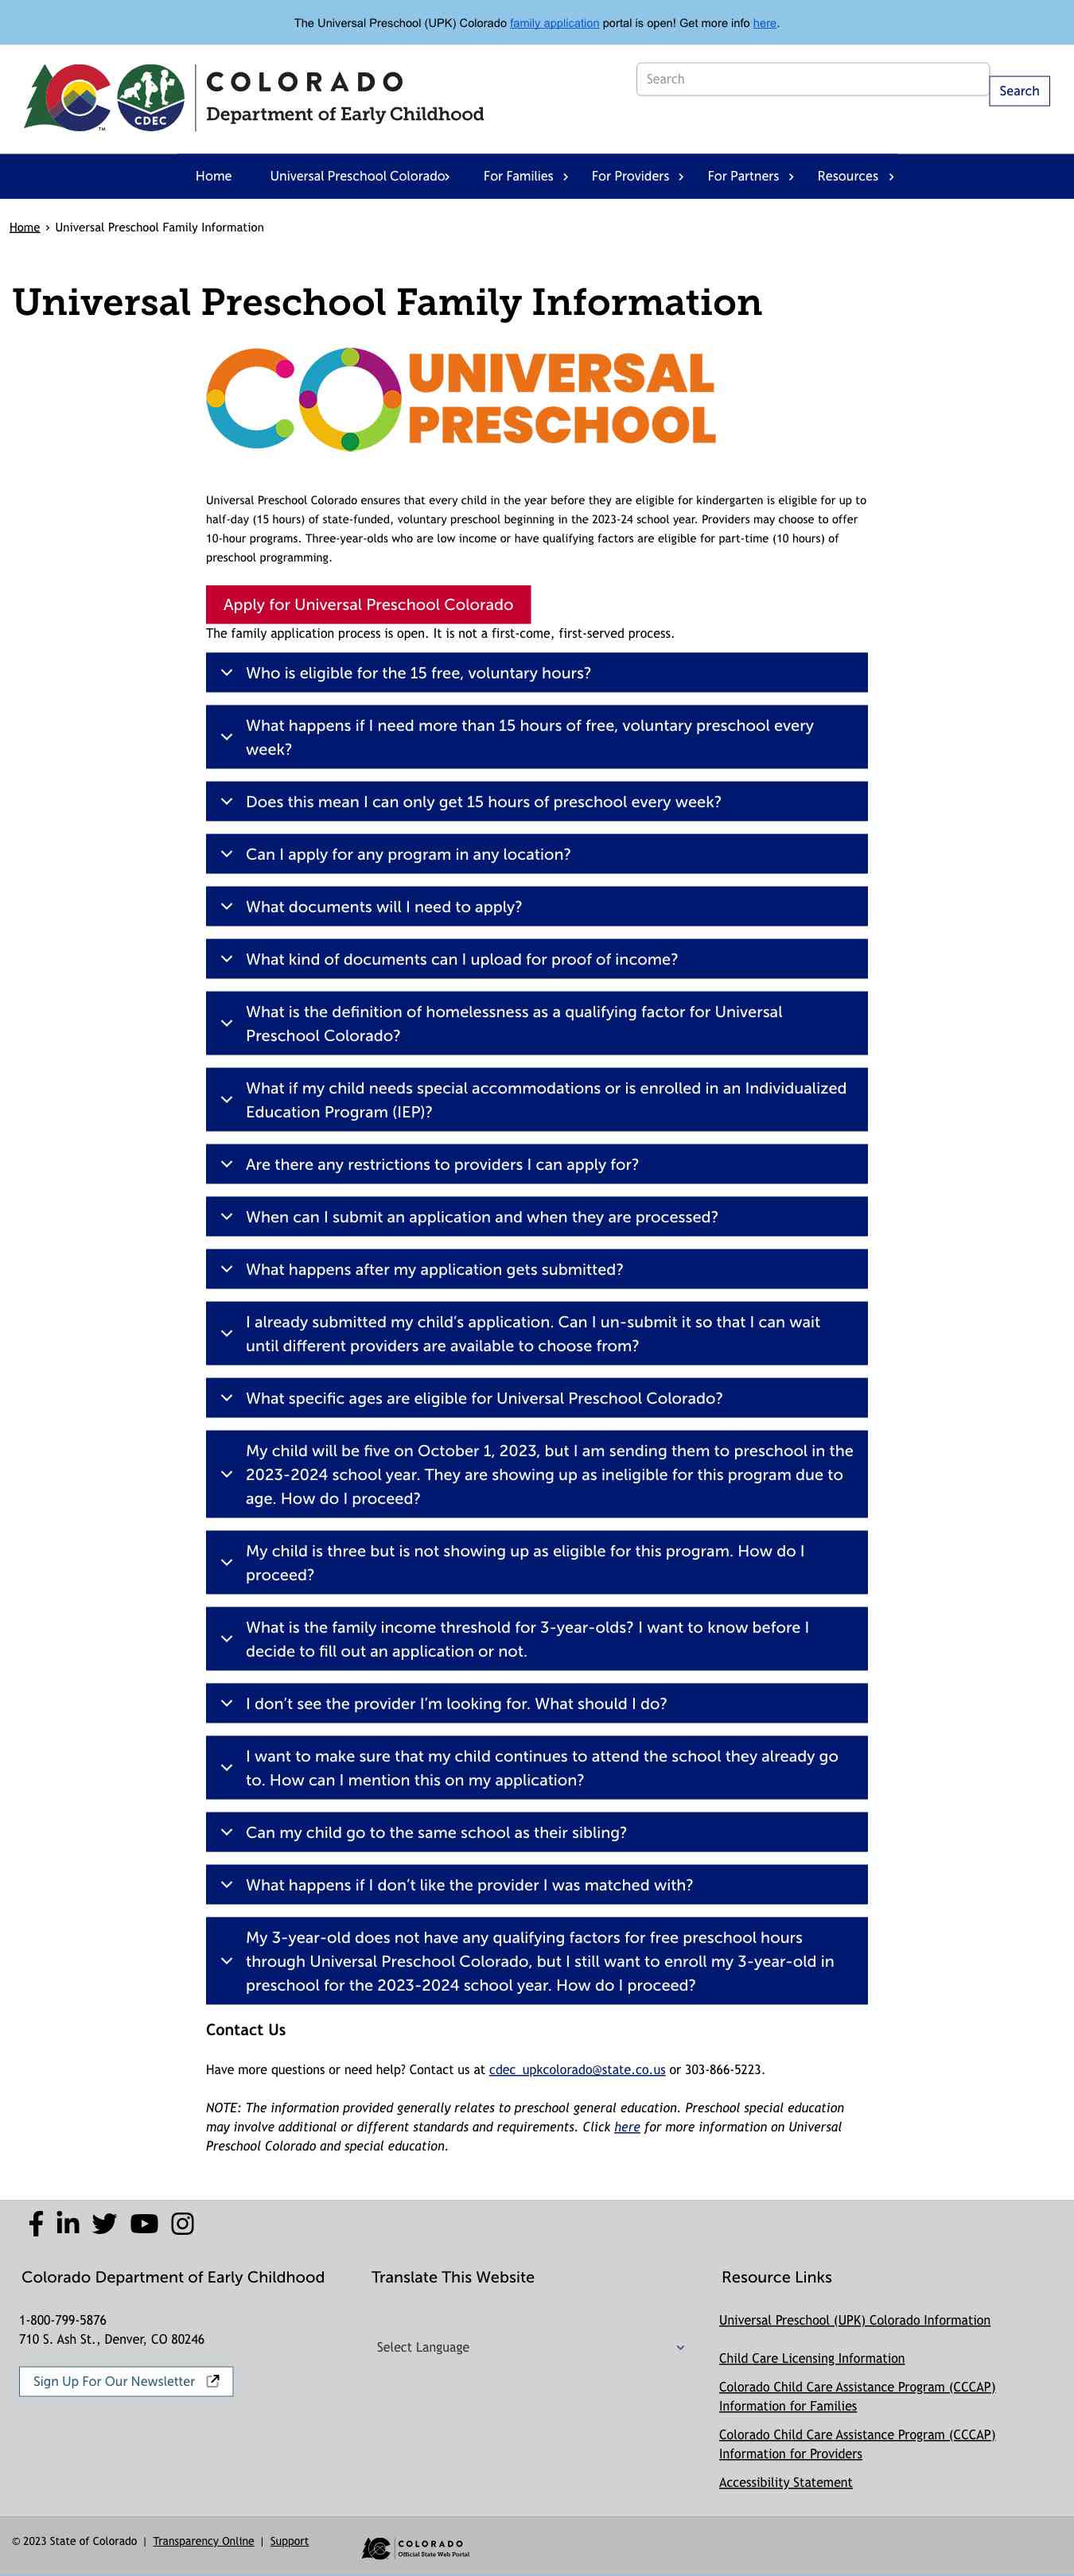 The Universal Preschool (UPK) Colorado family application portal is open! Get more info here.
CDEC
TM
COLORADO
Department of Early Childhood
Search
Search
Home Universal Preschool Colorado› For Families › For Providers › For Partners › Resources ›
Home › Universal Preschool Family Information
Universal Preschool Family Information
CO UNIVERSAL
PRESCHOOL
Universal Preschool Colorado ensures that every child in the year before they are eligible for kindergarten is eligible for up to
half-day (15 hours) of state-funded, voluntary preschool beginning in the 2023-24 school year. Providers may choose to offer
10-hour programs. Three-year-olds who are low income or have qualifying factors are eligible for part-time (10 hours) of
preschool programming.
Apply for Universal Preschool Colorado
The family application process is open. It is not a first-come, first-served process.
Who is eligible for the 15 free, voluntary hours?
What happens if I need more than 15 hours of free, voluntary preschool every
week?
Does this mean I can only get 15 hours of preschool every week?
Can I apply for any program in any location?
What documents will I need to apply?
What kind of documents can I upload for proof of income?
What is the definition of homelessness as a qualifying factor for Universal
Preschool Colorado?
What if my child needs special accommodations or is enrolled in an Individualized
Education Program (IEP)?
Are there any restrictions to providers I can apply for?
When can I submit an application and when they are processed?
What happens after my application gets submitted?
I already submitted my child's application. Can I un-submit it so that I can wait
until different providers are available to choose from?
What specific ages are eligible for Universal Preschool Colorado?
My child will be five on October 1, 2023, but I am sending them to preschool in the
2023-2024 school year. They are showing up as ineligible for this program due to
age. How do I proceed?
My child is three but is not showing up as eligible for this program. How do I
proceed?
What is the family income threshold for 3-year-olds? I want to know before I
decide to fill out an application or not.
I don't see the provider I'm looking for. What should I do?
I want to make sure that my child continues to attend the school they already go
to. How can I mention this on my application?
Can my child go to the same school as their sibling?
What happens if I don't like the provider I was matched with?
My 3-year-old does not have any qualifying factors for free preschool hours
through Universal Preschool Colorado, but I still want to enroll my 3-year-old in
preschool for the 2023-2024 school year. How do I proceed?
Contact Us
Have more questions or need help? Contact us at cdec_upkcolorado@state.co.us or 303-866-5223.
NOTE: The information provided generally relates to preschool general education. Preschool special education
may involve additional or different standards and requirements. Click here for more information on Universal
Preschool Colorado and special education.
Colorado Department of Early Childhood
1-800-799-5876
710 S. Ash St., Denver, CO 80246
Sign Up For Our Newsletter
Translate This Website
Select Language
Resource Links
Universal Preschool (UPK) Colorado Information
Child Care Licensing Information
Colorado Child Care Assistance Program (CCCAP)
Information for Families
Colorado Child Care Assistance Program (CCCAP)
Information for Providers
Accessibility Statement
© 2023 State of Colorado | Transparency Online | Support
COLORADO
Official State Web Portal